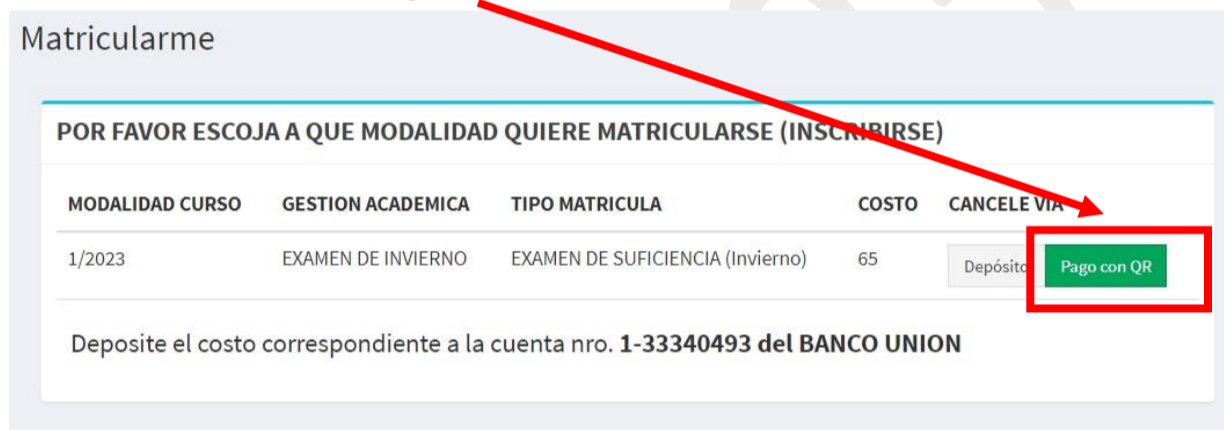 Matricularme
POR FAVOR ESCOJA A QUE MODALIDAD QUIERE MATRICULARSE (INSCRIBIRSE)
MODALIDAD CURSO GESTION ACADEMICA TIPO MATRICULA COSTO CANCELE VIA
1/2023 EXAMEN DE INVIERNO EXAMEN DE SUFICIENCIA (Invierno) 65 Depósito Pago con QR
Deposite el costo correspondiente a la cuenta nro. 1-33340493 del BANCO UNION